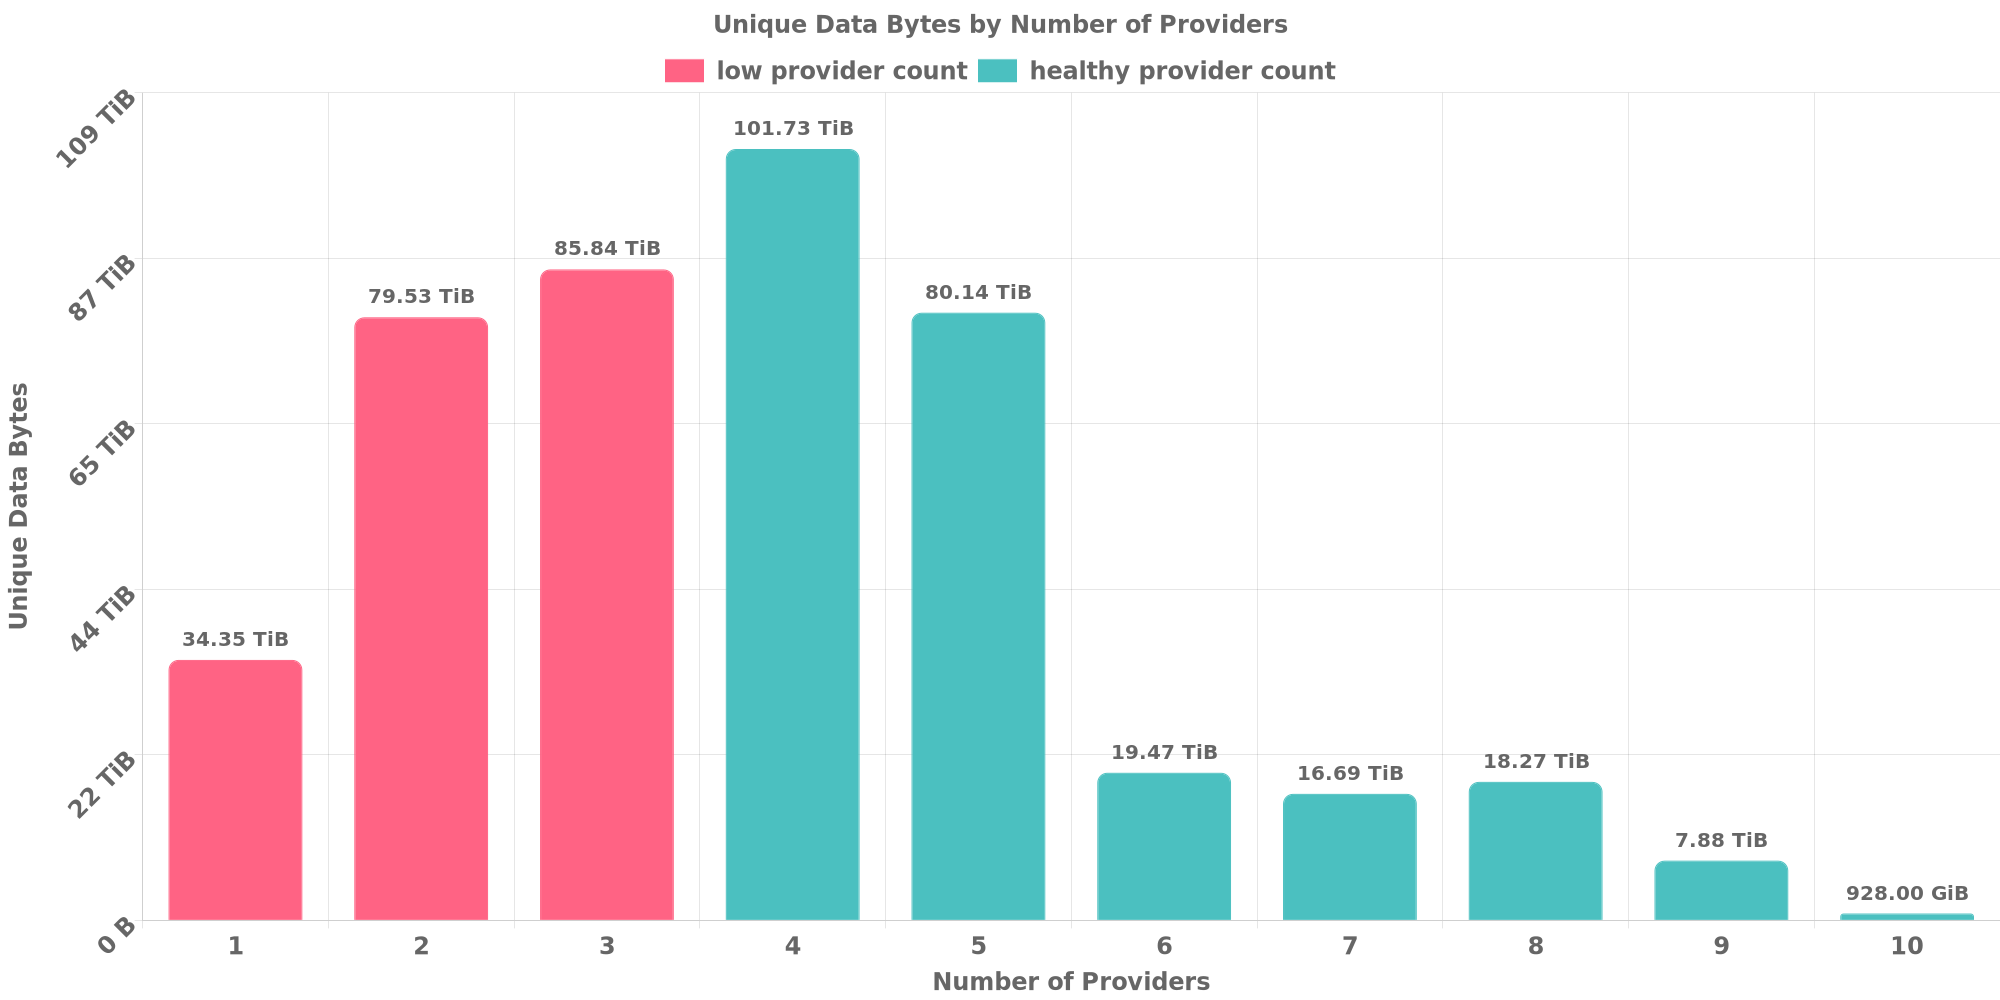 Unique Data Bytes by Number of Providers
low provider count healthy provider count
109 TiB
87 TiB
65 TiB
44 TiB
22 TiB
0 B
Unique Data Bytes
34.35 TiB
79.53 TiB
85.84 TiB
101.73 TiB
80.14 TiB
19.47 TiB
16.69 TiB
18.27 TiB
7.88 TiB
928.00 GiB
1 2 3 4 5 6 7 8 9 10
Number of Providers